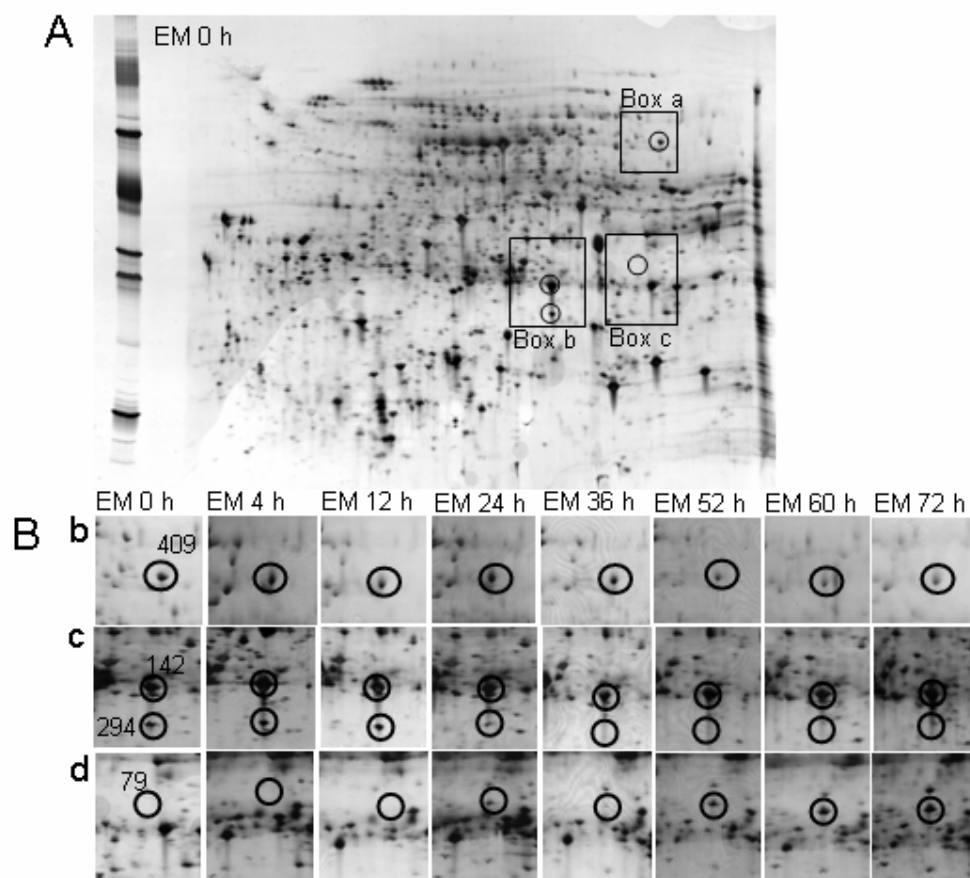 A
EM 0 h
Box a
Box b
Box c
EM 0 h EM 4 h EM 12 h EM 24 h EM 36 h EM 52 h EM 60 h EM 72 h
B
b
409
c
142
294
d
79